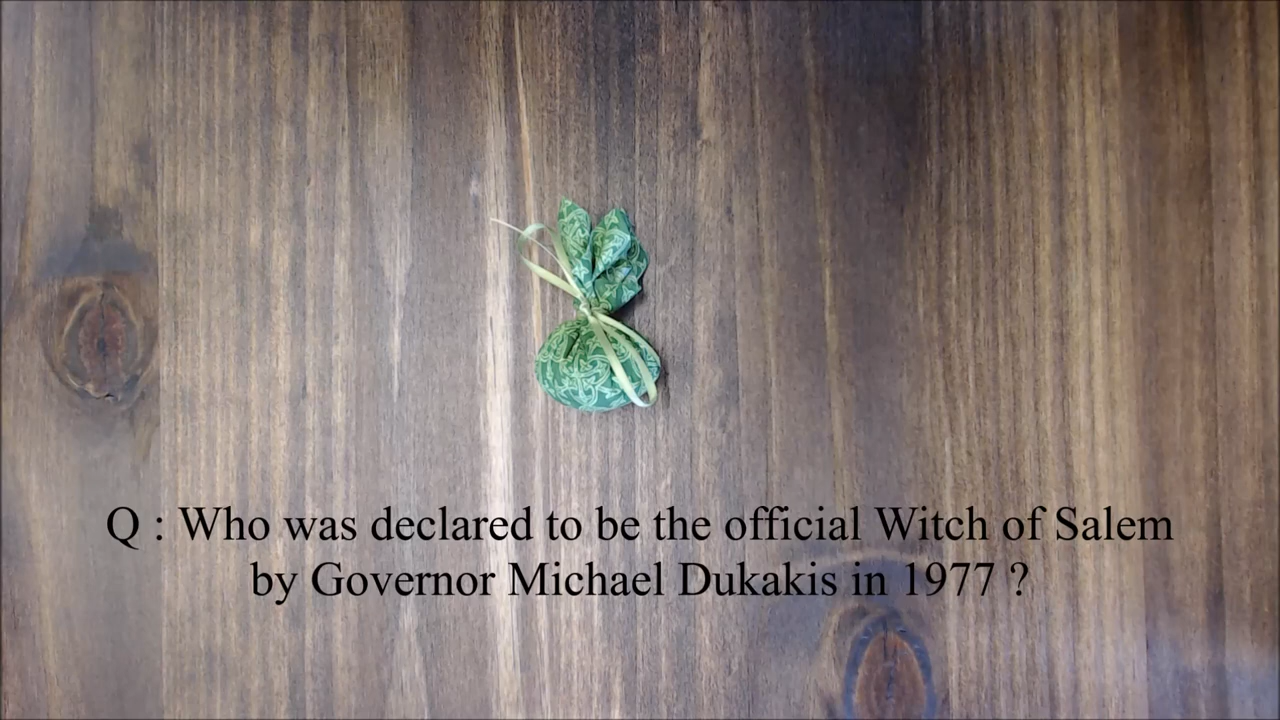 Q : Who was declared to be the official Witch of Salem
by Governor Michael Dukakis in 1977 ?